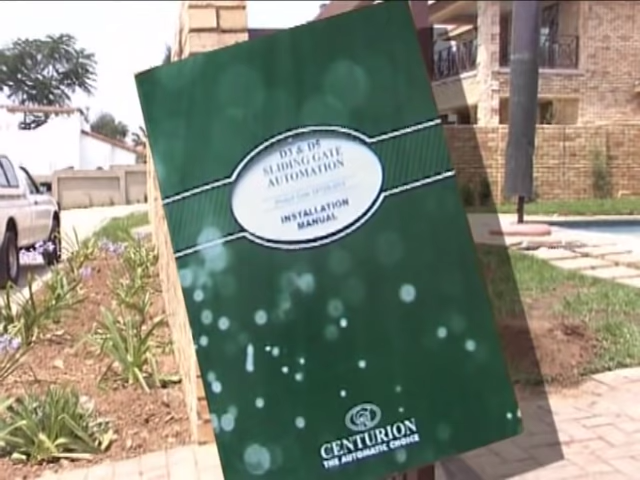 D3 & D5
SLIDING GATE
AUTOMATION
INSTALLATION
MANUAL
CENTURION
THE AUTOMATIC CHOICE